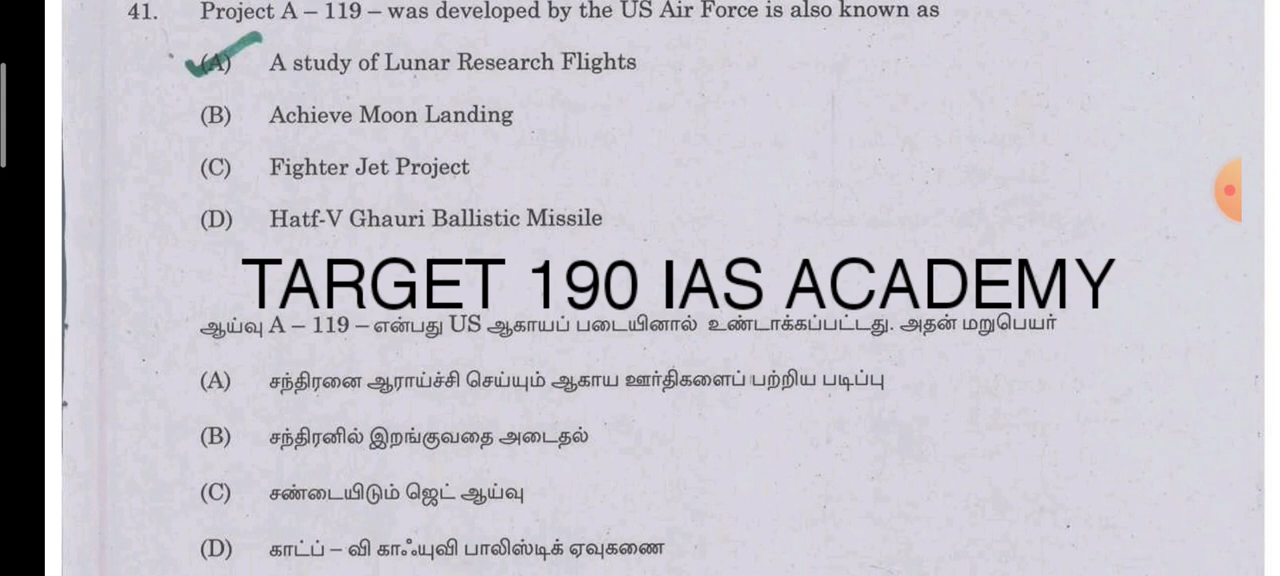 41. Project A – 119 – was developed by the US Air Force is also known as
(A) A study of Lunar Research Flights
(B) Achieve Moon Landing
(C) Fighter Jet Project
(D) Hatf-V Ghauri Ballistic Missile
TARGET 190 IAS ACADEMY
ஆய்வு A – 119 – என்பது US ஆகாயப் படையினால் உண்டாக்கப்பட்டது. அதன் மறுபெயர்
(A) சந்திரனை ஆராய்ச்சி செய்யும் ஆகாய ஊர்திகளைப் பற்றிய படிப்பு
(B) சந்திரனில் இறங்குவதை அடைதல்
(C) சண்டையிடும் ஜெட் ஆய்வு
(D) காட்ப் – வி காஃயுவி பாலிஸ்டிக் ஏவுகணை